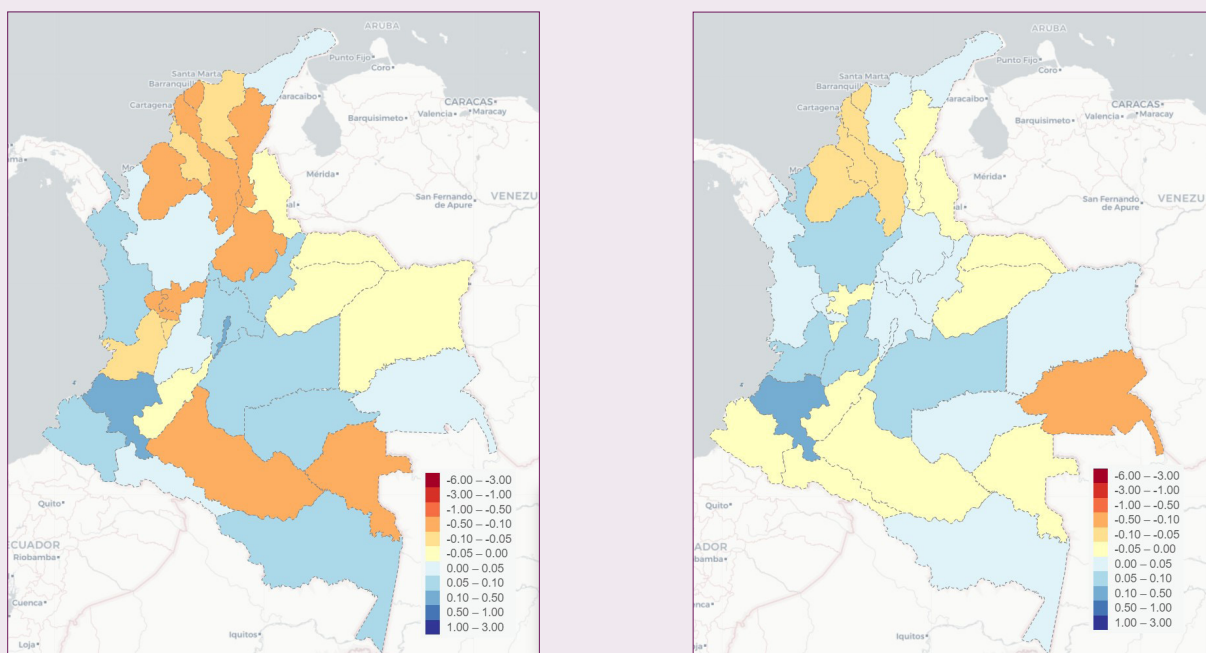 ARUBA
Punto Fijo
Coro
Santa Marta
Barranquil
Cartagena
aracaibo
CARACAS
Maracay
Barquisimeto
Valencia
Mérida
San Fernando
de Apure
VENEZU
Quito
ECUADOR
Riobamba
Cuenca
Loja
Iquitos
-6.00 – -3.00
-3.00 – -1.00
-1.00 – -0.50
-0.50 – -0.10
-0.10 – -0.05
-0.05 – 0.00
0.00 – 0.05
0.05 – 0.10
0.10 – 0.50
0.50 – 1.00
1.00 – 3.00
ARUBA
Punto Fijo
Coro
Santa Marta
Barranquilla
Cartagena
aracaibo
CARACAS
Maracay
Barquisimeto
Valencia
Mérida
San Fernando
de Apure
VENEZU
Quito
ADOR
Riobamba
Cuenca
Loja
Iquitos
-6.00 – -3.00
-3.00 – -1.00
-1.00 – -0.50
-0.50 – -0.10
-0.10 – -0.05
-0.05 – 0.00
0.00 – 0.05
0.05 – 0.10
0.10 – 0.50
0.50 – 1.00
1.00 – 3.00